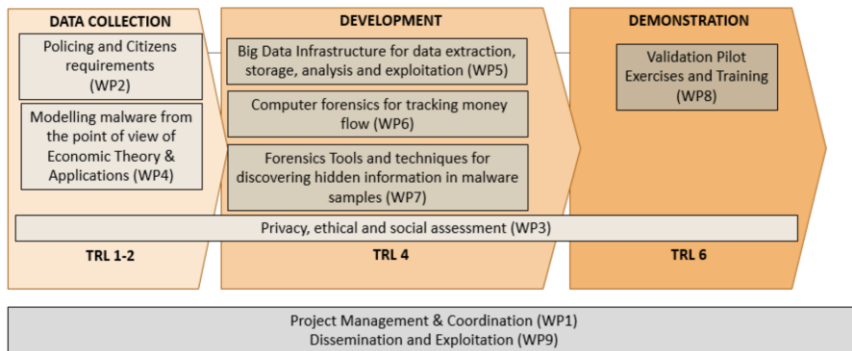 DATA COLLECTION
Policing and Citizens
requirements
(WP2)
Modelling malware from
the point of view of
Economic Theory &
Applications (WP4)
DEVELOPMENT
Big Data Infrastructure for data extraction,
storage, analysis and exploitation (WP5)
Computer forensics for tracking money
flow (WP6)
Forensics Tools and techniques for
discovering hidden information in malware
samples (WP7)
DEMONSTRATION
Validation Pilot
Exercises and Training
(WP8)
Privacy, ethical and social assessment (WP3)
TRL 1-2
TRL 4
TRL 6
Project Management & Coordination (WP1)
Dissemination and Exploitation (WP9)